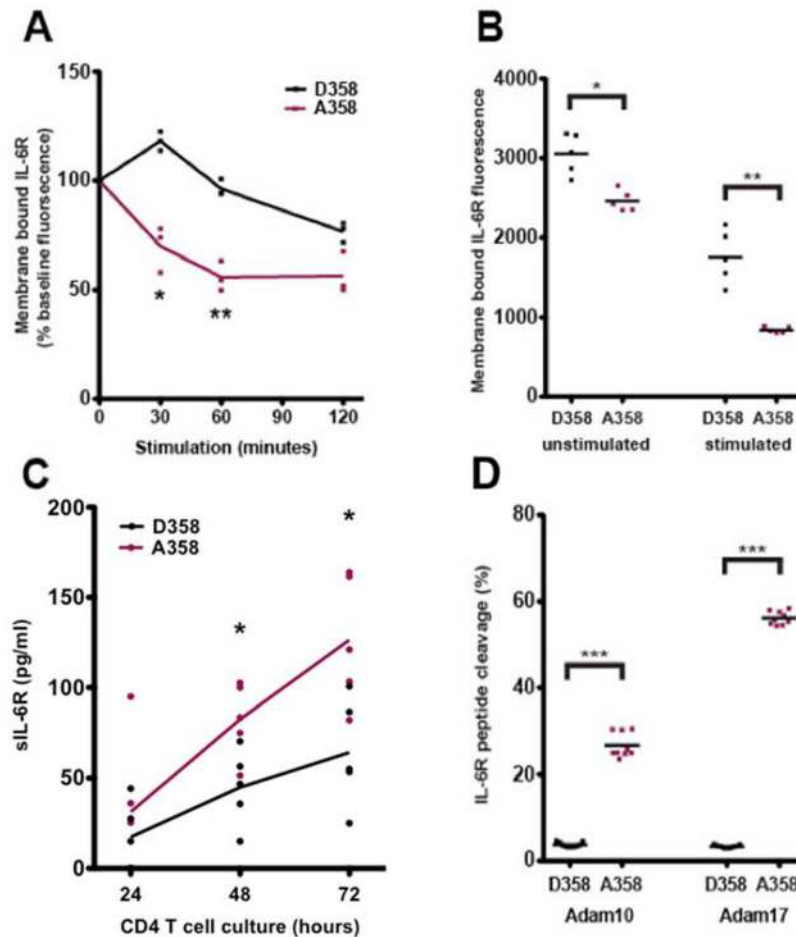 A
Membrane bound IL-6R
(% baseline fluorsecence)
150
100
50
0
D358
A358
*
**
0 30 60 90 120
Stimulation (minutes)
B
Membrane bound IL-6R fluorescence
4000
3000
2000
1000
0
*
**
D358 A358 D358 A358
unstimulated stimulated
C
sIL-6R (pg/ml)
200
150
100
50
0
D358
A358
*
*
24 48 72
CD4 T cell culture (hours)
D
IL-6R peptide cleavage (%)
80
60
40
20
0
***
***
D358 A358 D358 A358
Adam10 Adam17